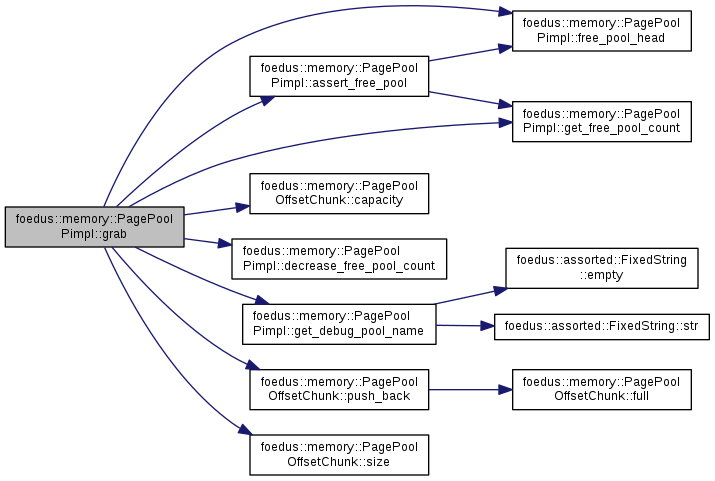 foedus::memory::PagePool
Pimpl::grab
foedus::memory::PagePool
Pimpl::free_pool_head
foedus::memory::PagePool
Pimpl::assert_free_pool
foedus::memory::PagePool
Pimpl::get_free_pool_count
foedus::memory::PagePool
OffsetChunk::capacity
foedus::memory::PagePool
Pimpl::decrease_free_pool_count
foedus::memory::PagePool
Pimpl::get_debug_pool_name
foedus::assorted::FixedString
::empty
foedus::assorted::FixedString::str
foedus::memory::PagePool
OffsetChunk::push_back
foedus::memory::PagePool
OffsetChunk::full
foedus::memory::PagePool
OffsetChunk::size